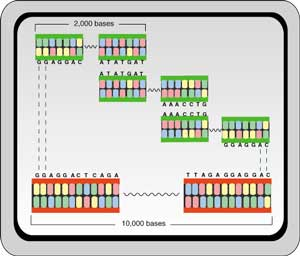 2,000 bases
GGAGGAC ATATGAT
ATATGAT
AAACCTG
AAACCTG
GGAGGAC
GGAGGACTCAGA TTAGAGGAGGAC
10,000 bases